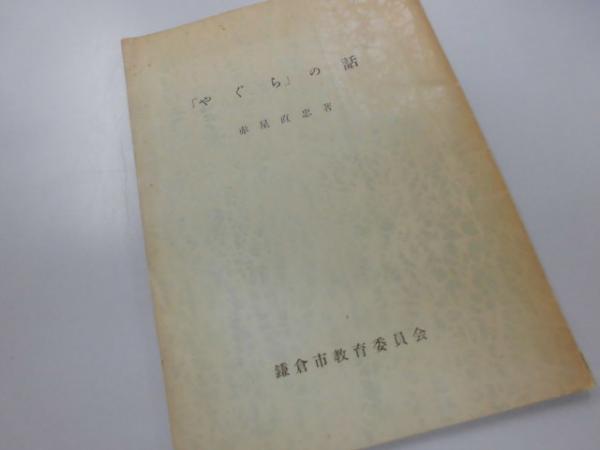 「やぐら」の話
赤星直忠著
鎌倉市教育委員会